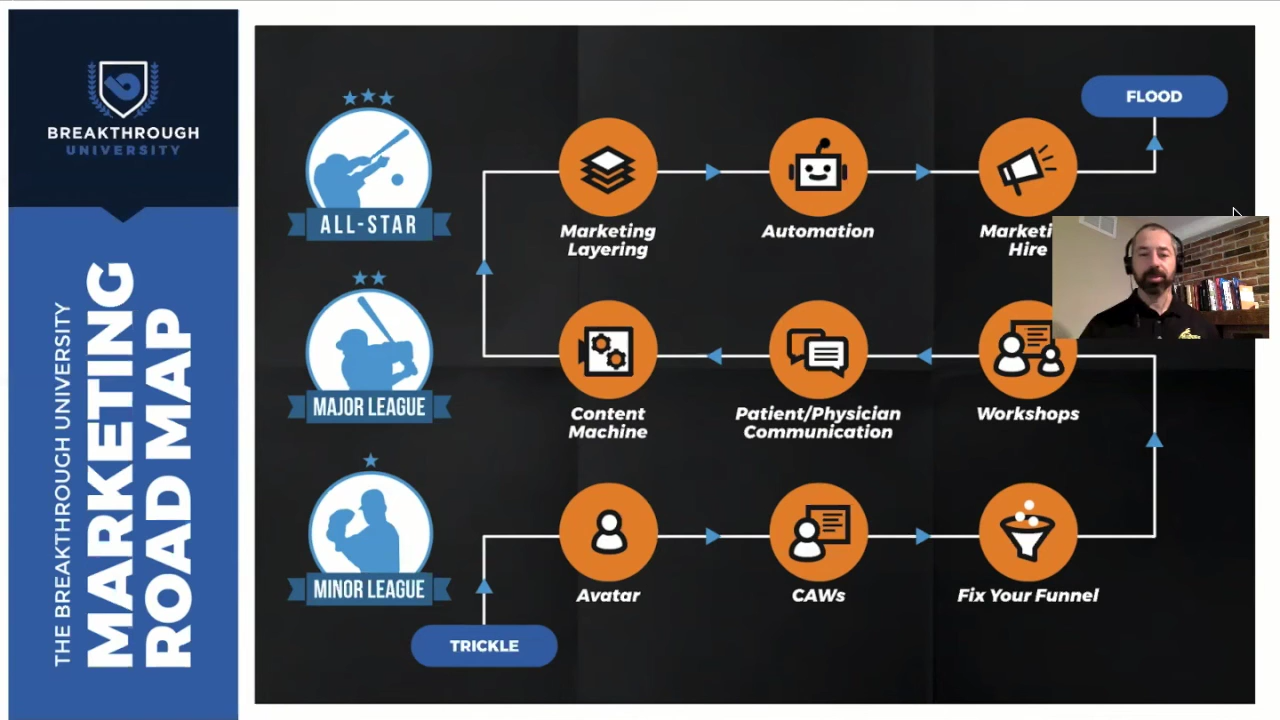 BREAKTHROUGH
UNIVERSITY
THE BREAKTHROUGH UNIVERSITY
MARKETING
ROAD MAP
FLOOD
ALL-STAR
Marketing
Layering
Automation
Hire
MAJOR LEAGUE
Content
Machine
Patient/Physician
Communication
Workshops
MINOR LEAGUE
Avatar
CAWs
Fix Your Funnel
TRICKLE